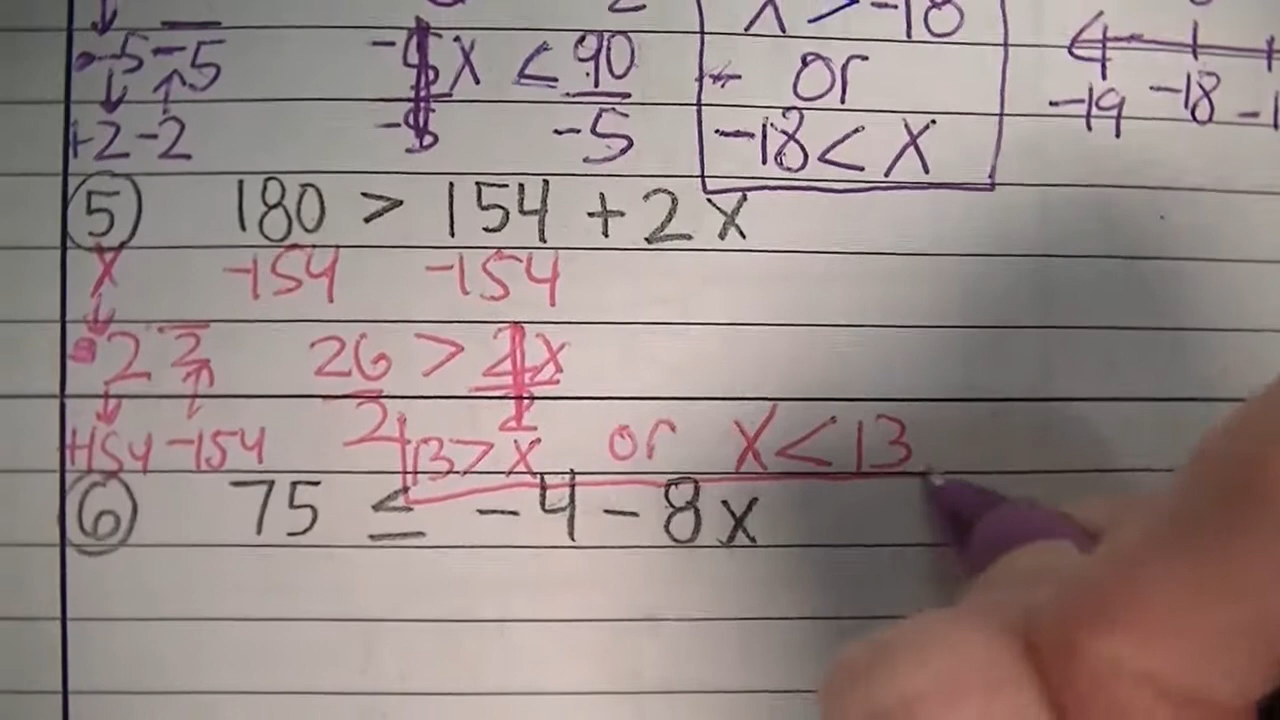 x > -18
-5 -5 -5x < 90 or
+2 -2 -5 -5 -18 < x -19 -18 -1
5 180 > 154 + 2x
x -154 -154
·2 2 26 > 2x
+154 -154 2 2 13 > x or x < 13
6 75 ≤ -4 - 8x